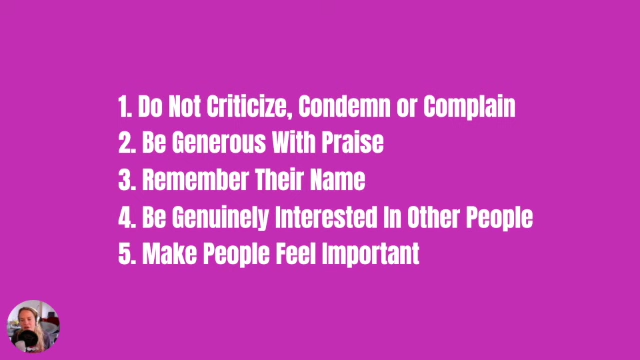 1. Do Not Criticize, Condemn or Complain
2. Be Generous With Praise
3. Remember Their Name
4. Be Genuinely Interested In Other People
5. Make People Feel Important